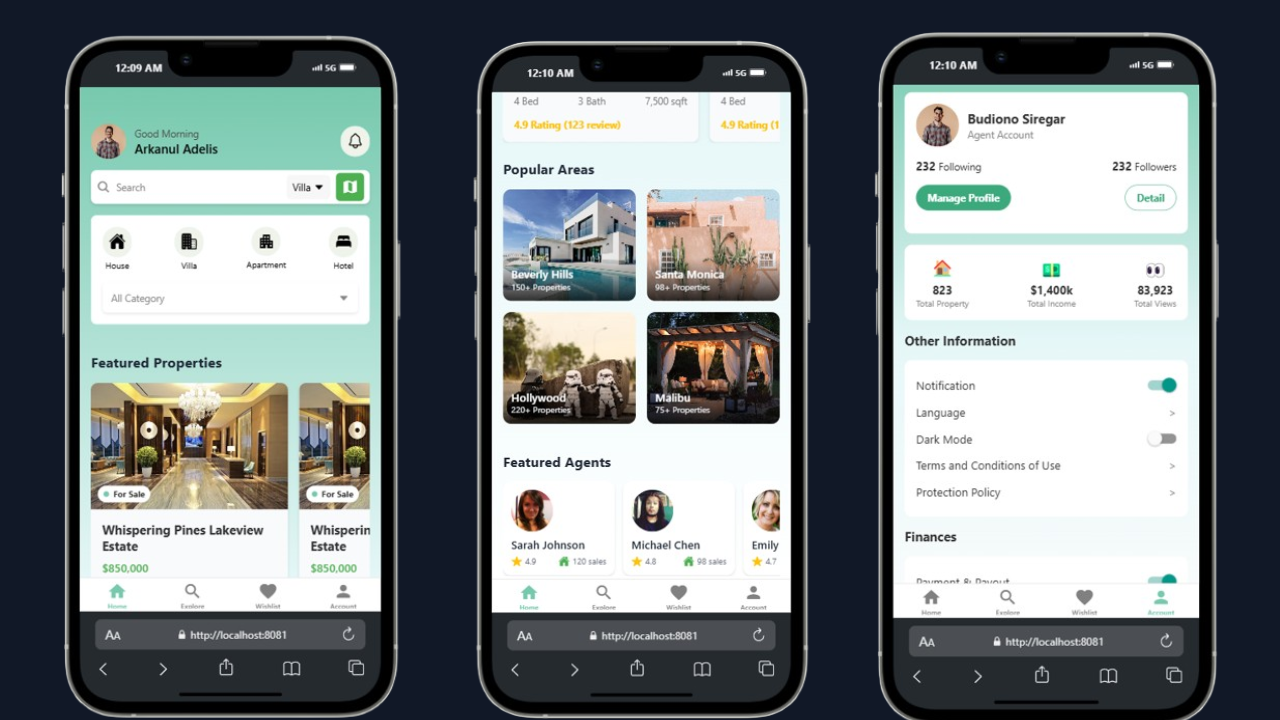 12:09 AM
5G
Good Morning
Arkanul Adelis
Search
Villa
House
Villa
Apartment
Hotel
All Category
Featured Properties
For Sale
For Sale
Whispering Pines Lakeview
Estate
$850,000
Whisperin
Estate
$850,000
Home
Explore
Wishlist
Account
AA
http://localhost:8081
12:10 AM
5G
4 Bed
3 Bath
7,500 sqft
4 Bed
4.9 Rating (123 review)
4.9 Rating (1
Popular Areas
Beverly Hills
150+ Properties
Santa Monica
98+ Properties
Hollywood
220+ Properties
Malibu
75+ Properties
Featured Agents
Sarah Johnson
4.9
120 sales
Michael Chen
4.8
98 sales
Emily
4.7
Home
Explore
Wishlist
Account
AA
http://localhost:8081
12:10 AM
5G
Budiono Siregar
Agent Account
232 Following
232 Followers
Manage Profile
Detail
823
Total Property
$1,400k
Total Income
83,923
Total Views
Other Information
Notification
Language >
Dark Mode
Terms and Conditions of Use >
Protection Policy >
Finances
Payment & Payout
Home
Explore
Wishlist
Account
AA
http://localhost:8081